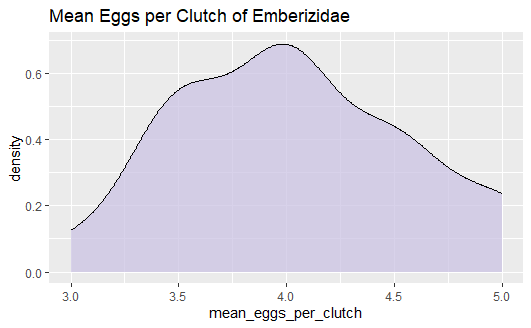 Mean Eggs per Clutch of Emberizidae
density
0.6
0.4
0.2
0.0
3.0 3.5 4.0 4.5 5.0
mean_eggs_per_clutch